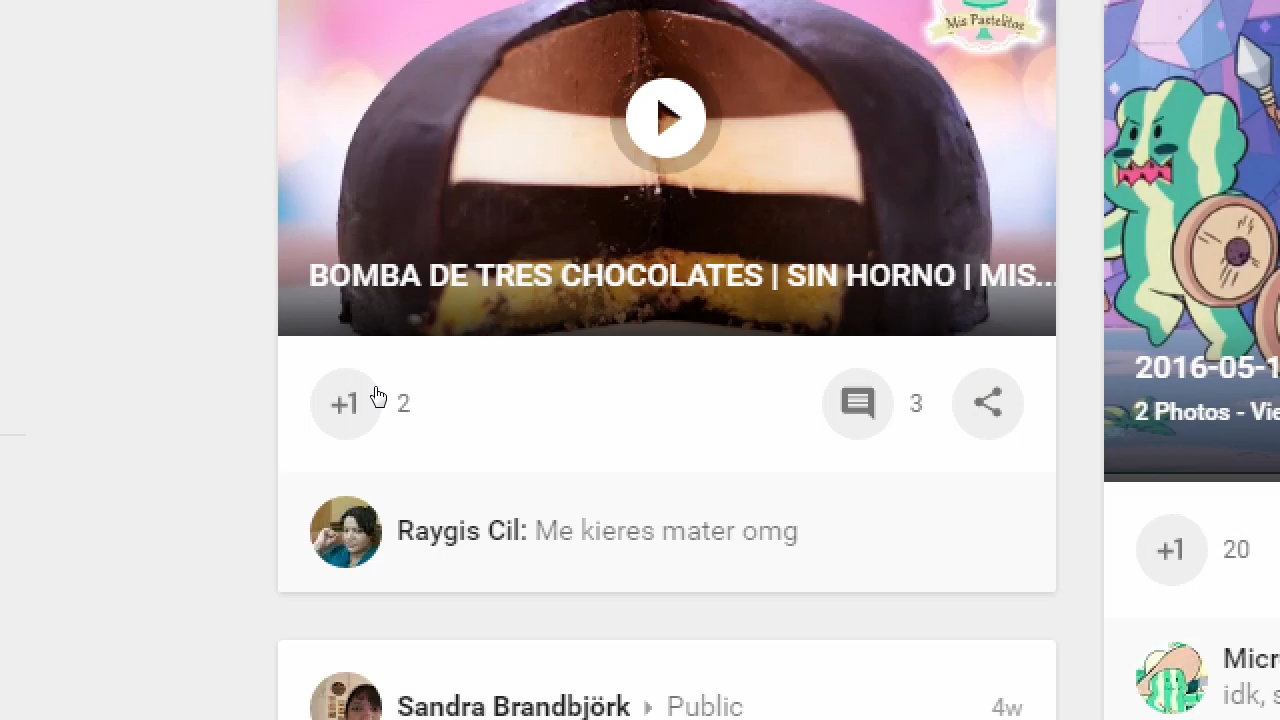 Mis Pastelitos
BOMBA DE TRES CHOCOLATES | SIN HORNO | MIS...
+1 2 3
Raygis Cil: Me kieres mater omg
Sandra Brandbjörk Public 4w
2016-05-1
2 Photos - Vie
+1 20
Micr
idk, s